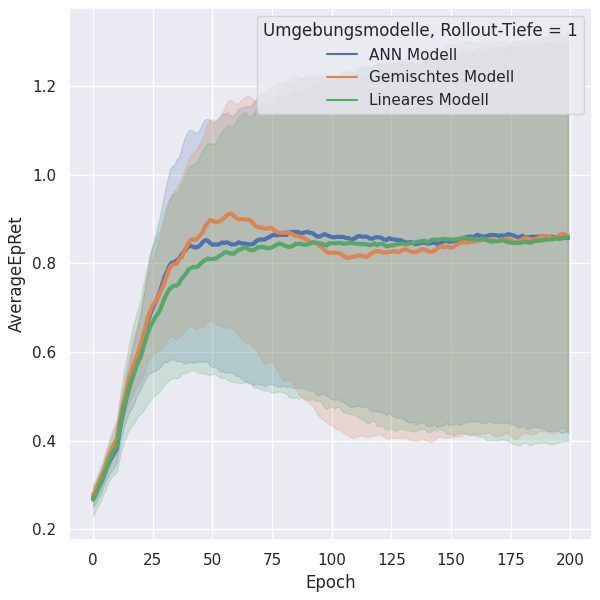 Umgebungsmodelle, Rollout-Tiefe = 1
ANN Modell
Gemischtes Modell
Lineares Modell
AverageEpRet
1.2
1.0
0.8
0.6
0.4
0.2
0 25 50 75 100 125 150 175 200
Epoch